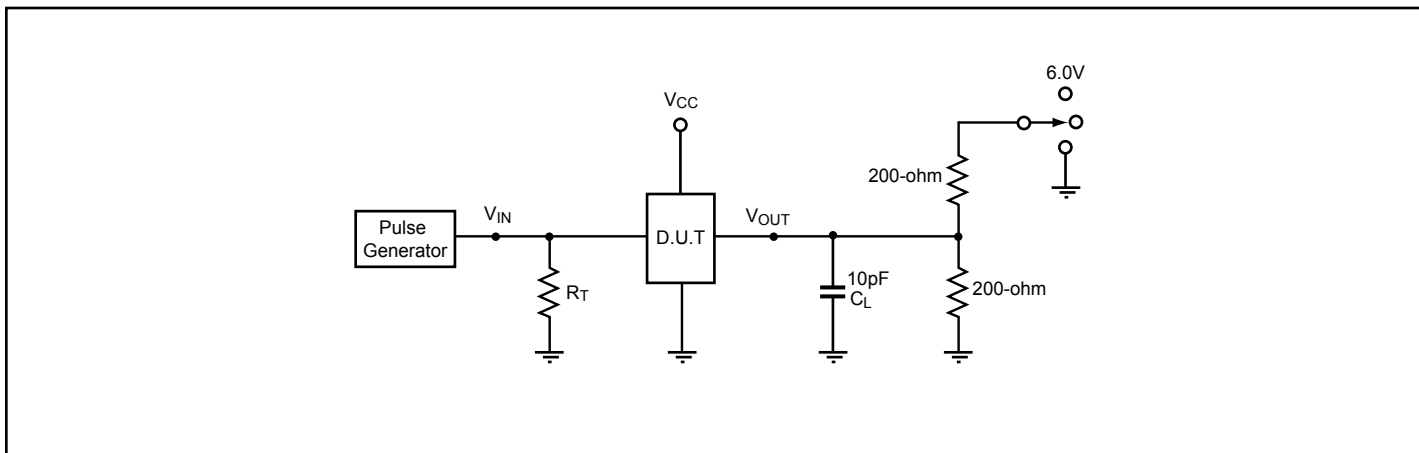 6.0V
VCC
200-ohm
Pulse
Generator
VIN
D.U.T
VOUT
RT
10pF
CL
200-ohm